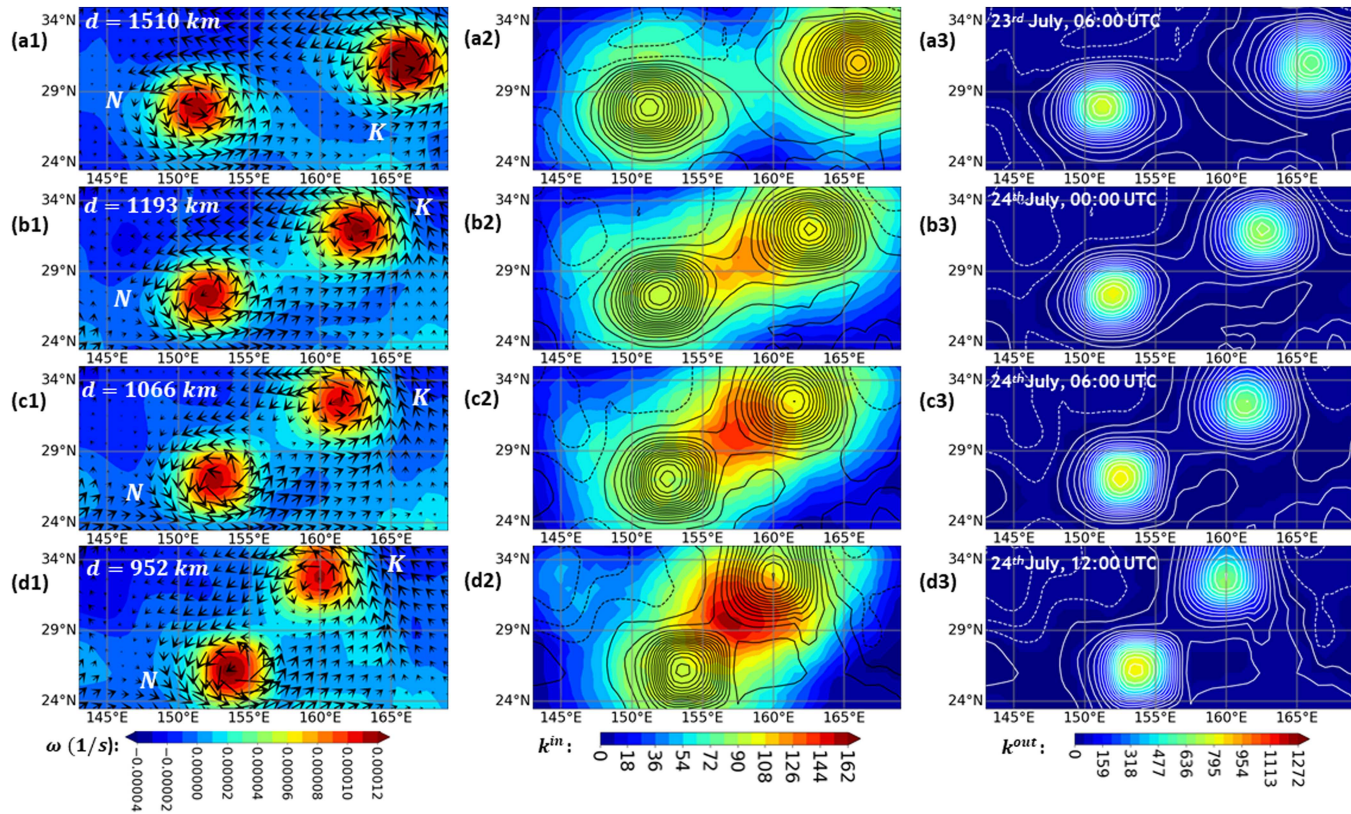 (a1) d = 1510 km N K 34°N 29°N 24°N 145°E 150°E 155°E 160°E 165°E
(a2) 34°N 29°N 24°N 145°E 150°E 155°E 160°E 165°E
(a3) 23rd July, 06:00 UTC 34°N 29°N 24°N 145°E 150°E 155°E 160°E 165°E
(b1) d = 1193 km N K 34°N 29°N 24°N 145°E 150°E 155°E 160°E 165°E
(b2) 34°N 29°N 24°N 145°E 150°E 155°E 160°E 165°E
(b3) 24th July, 00:00 UTC 34°N 29°N 24°N 145°E 150°E 155°E 160°E 165°E
(c1) d = 1066 km N K 34°N 29°N 24°N 145°E 150°E 155°E 160°E 165°E
(c2) 34°N 29°N 24°N 145°E 150°E 155°E 160°E 165°E
(c3) 24th July, 06:00 UTC 34°N 29°N 24°N 145°E 150°E 155°E 160°E 165°E
(d1) d = 952 km N K 34°N 29°N 24°N 145°E 150°E 155°E 160°E 165°E
(d2) 34°N 29°N 24°N 145°E 150°E 155°E 160°E 165°E
(d3) 24th July, 12:00 UTC 34°N 29°N 24°N 145°E 150°E 155°E 160°E 165°E
ω (1/s): −0.00004 −0.00002 0.00000 0.00002 0.00004 0.00006 0.00008 0.00010 0.00012
k^in: 0 18 36 54 72 90 108 126 144 162
k^out: 0 159 318 477 636 795 954 1113 1272